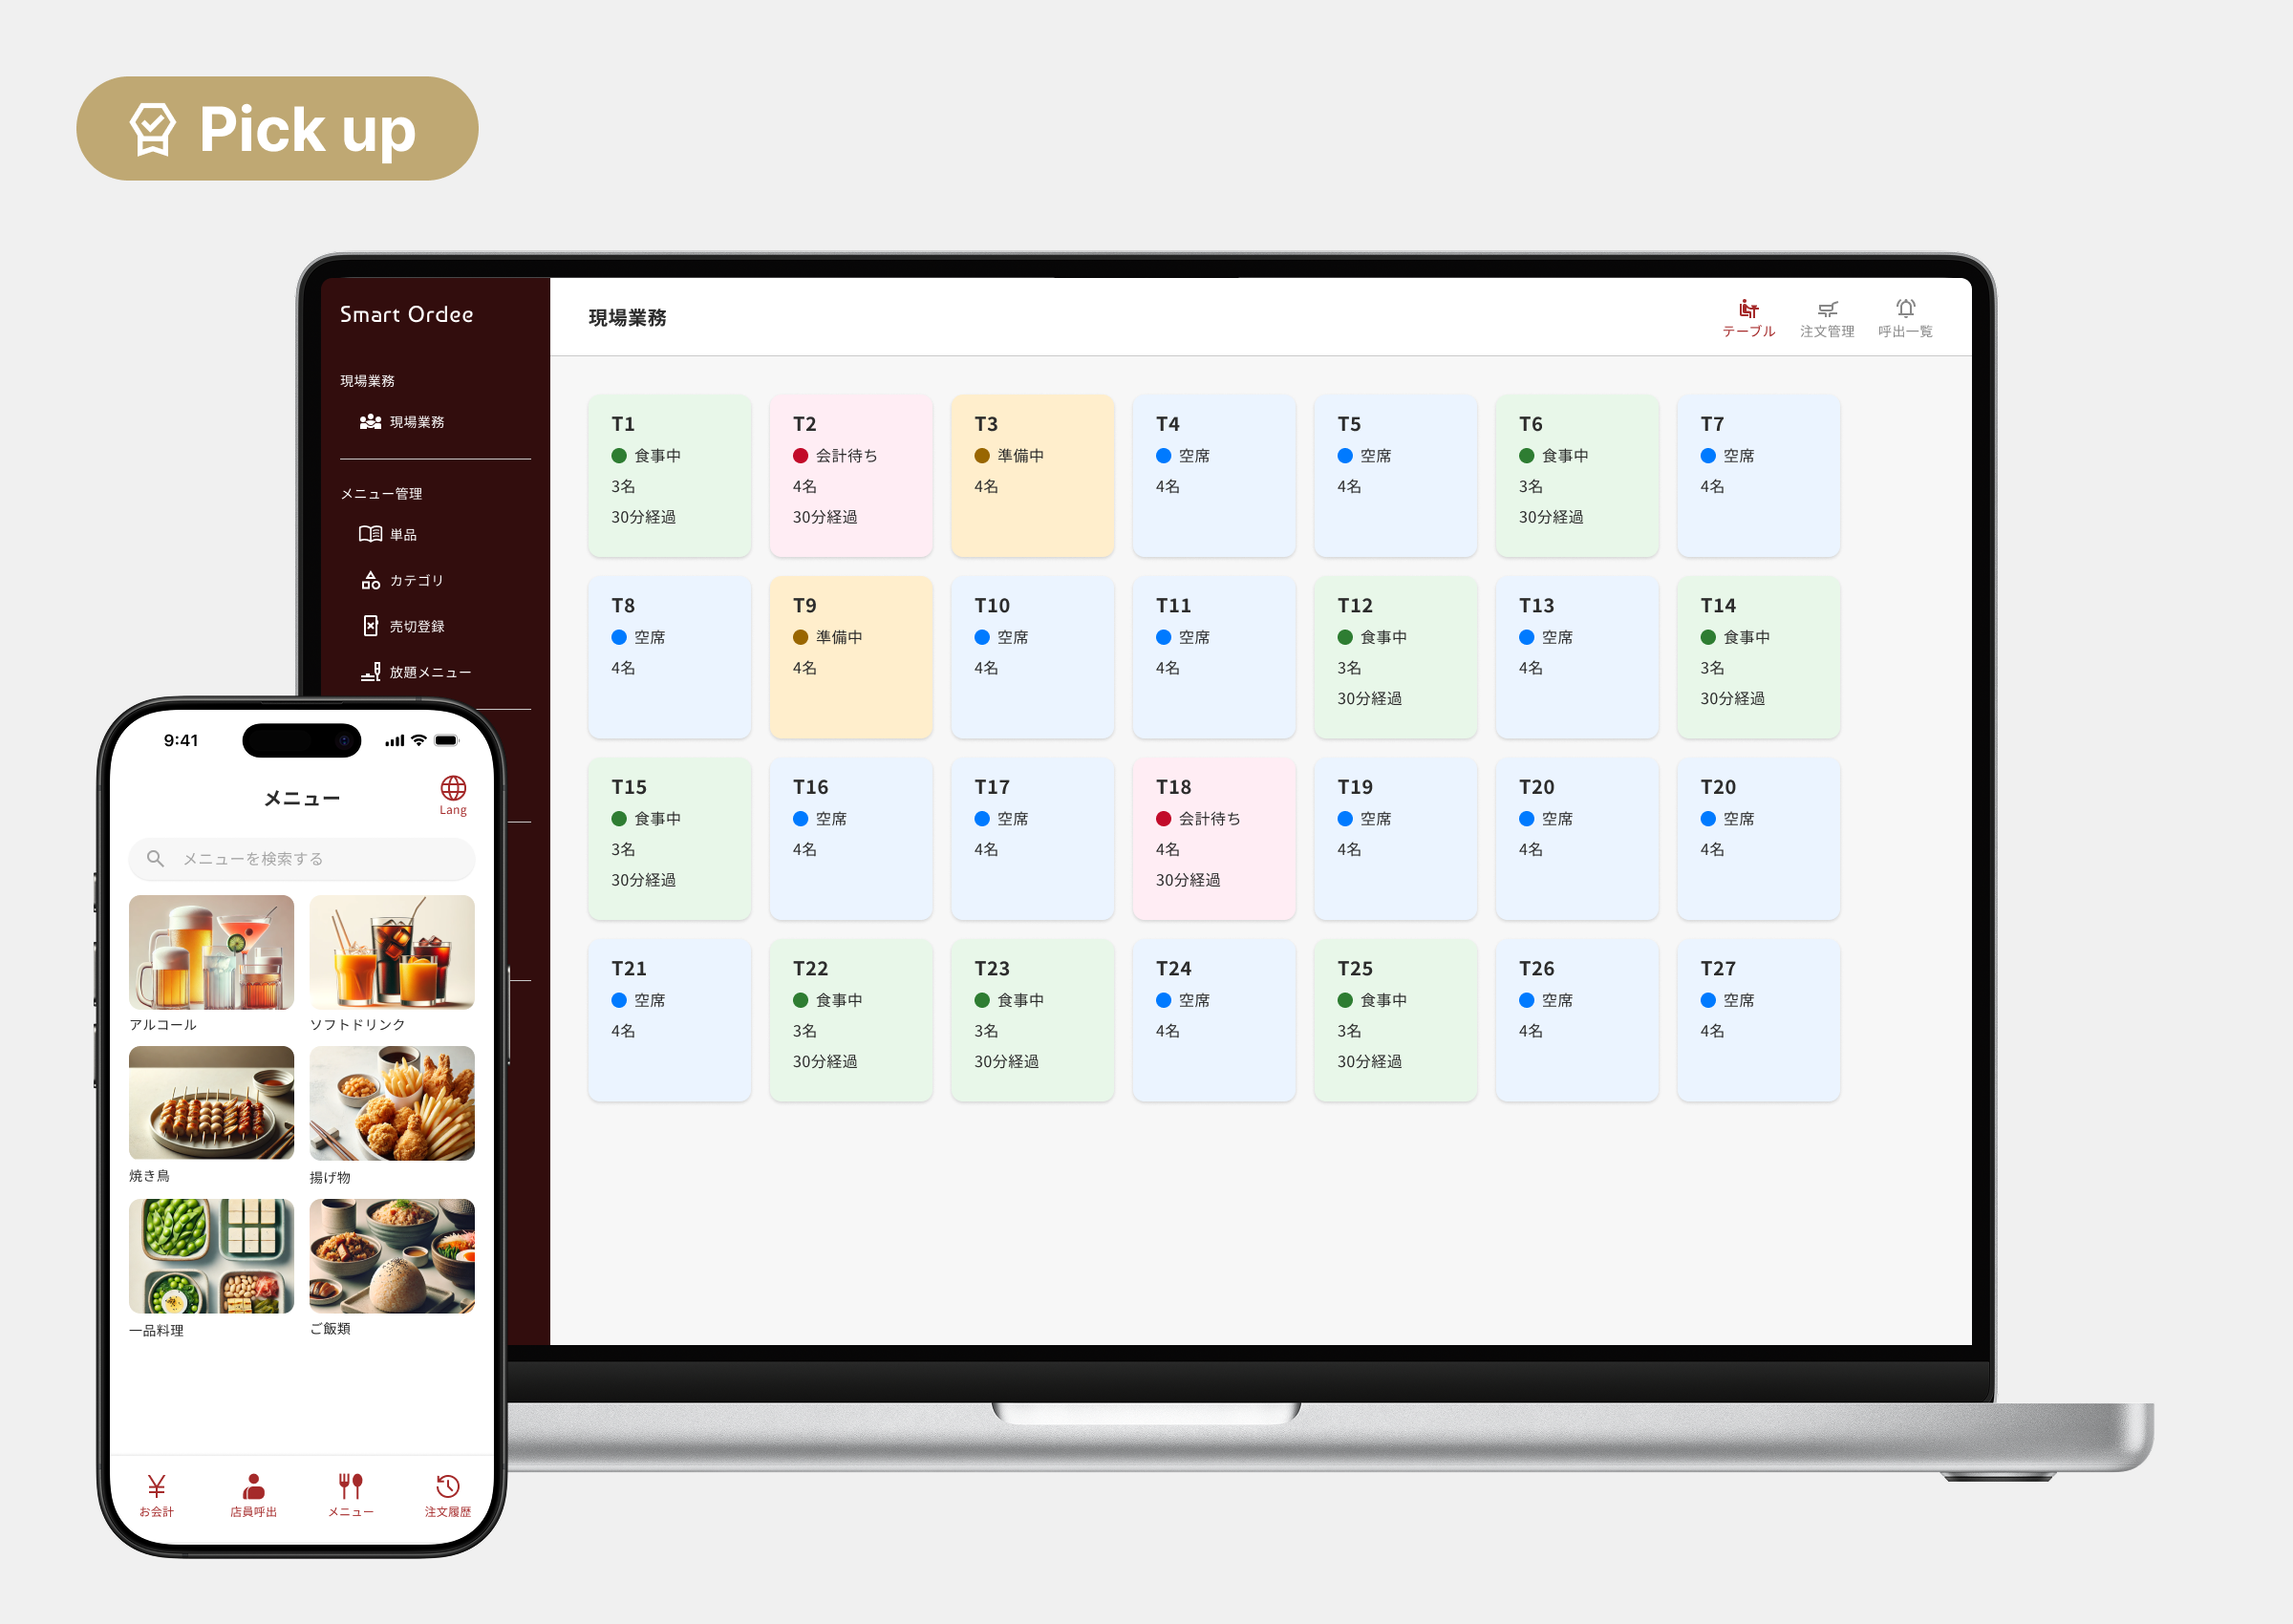 Pick up
Smart Ordee
現場業務
現場業務
メニュー管理
単品
カテゴリ
売切登録
放題メニュー
現場業務
テーブル 注文管理 呼出一覧
T1 T2 T3 T4 T5 T6 T7
食事中 会計待ち 準備中 空席 空席 食事中 空席
3名 4名 4名 4名 4名 3名 4名
30分経過 30分経過 30分経過
T8 T9 T10 T11 T12 T13 T14
空席 準備中 空席 空席 食事中 空席 食事中
4名 4名 4名 4名 3名 4名 3名
30分経過 30分経過
T15 T16 T17 T18 T19 T20 T20
食事中 空席 空席 会計待ち 空席 空席 空席
3名 4名 4名 4名 4名 4名 4名
30分経過 30分経過
T21 T22 T23 T24 T25 T26 T27
空席 食事中 食事中 空席 食事中 空席 空席
4名 3名 3名 4名 3名 4名 4名
30分経過 30分経過 30分経過
9:41
メニュー
Lang
メニューを検索する
アルコール ソフトドリンク
焼き鳥 揚げ物
一品料理 ご飯類
お会計 店員呼出 メニュー 注文履歴